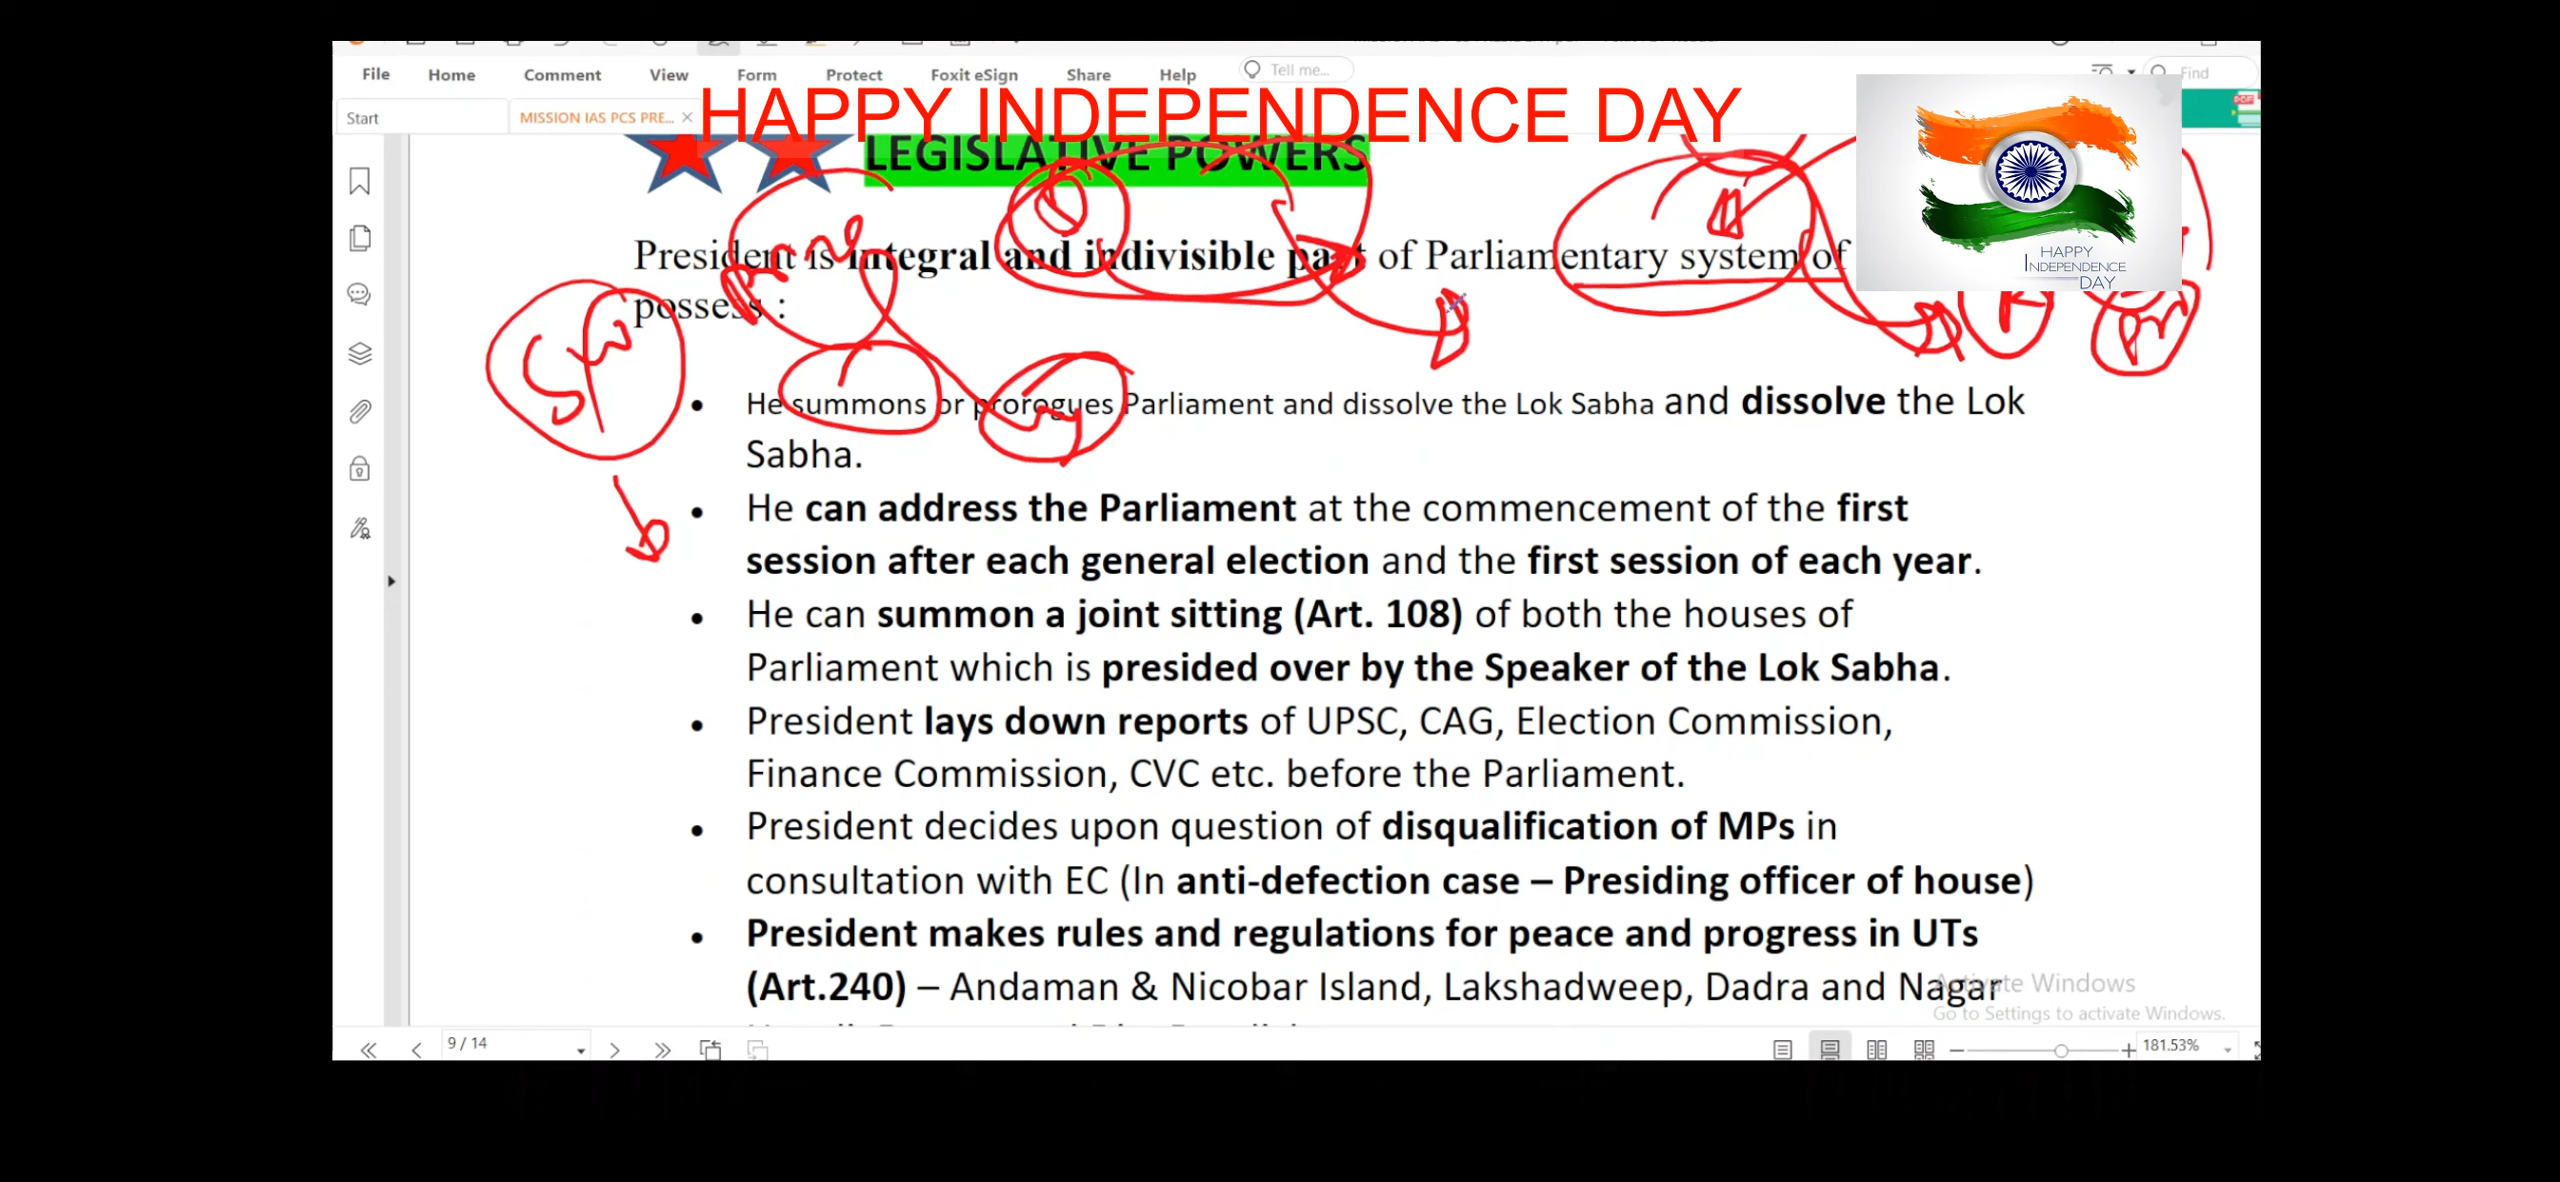 File Home Comment View Form Protect Foxit eSign Share Help Tell me... Find
HAPPY INDEPENDENCE DAY
Start MISSION IAS PCS PRE...
LEGISLATIVE POWERS
President is integral and indivisible part of Parliamentary system of
possess :
HAPPY
INDEPENDENCE
DAY
• He summons or prorogues Parliament and dissolve the Lok Sabha and dissolve the Lok
Sabha.
• He can address the Parliament at the commencement of the first
session after each general election and the first session of each year.
• He can summon a joint sitting (Art. 108) of both the houses of
Parliament which is presided over by the Speaker of the Lok Sabha.
• President lays down reports of UPSC, CAG, Election Commission,
Finance Commission, CVC etc. before the Parliament.
• President decides upon question of disqualification of MPs in
consultation with EC (In anti-defection case – Presiding officer of house)
• President makes rules and regulations for peace and progress in UTs
(Art.240) – Andaman & Nicobar Island, Lakshadweep, Dadra and Nagar
Activate Windows
Go to Settings to activate Windows.
9 / 14 181.53%